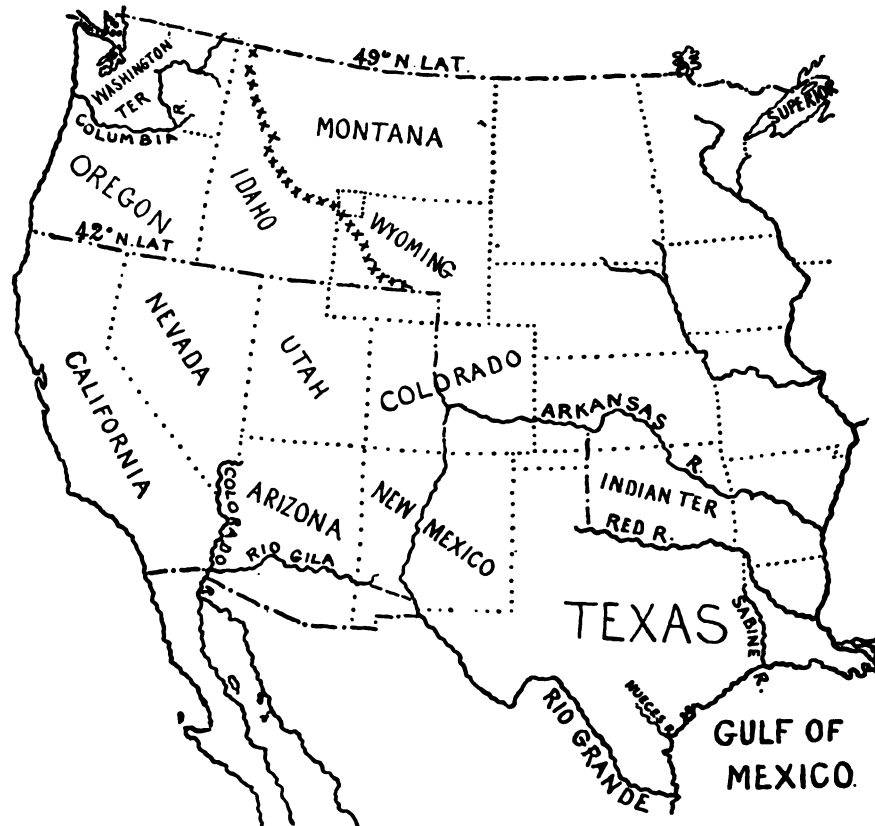 49° N. LAT.
WASHINGTON
TER
SUPERIOR
COLUMBIA R.
MONTANA
OREGON
IDAHO
WYOMING
42° N. LAT
NEVADA
UTAH
COLORADO
CALIFORNIA
ARKANSAS R.
COLORADO R
ARIZONA
NEW MEXICO
INDIAN TER
RED R.
RIO GILA
TEXAS
SABINE R.
NUECES R.
RIO GRANDE
GULF OF
MEXICO.